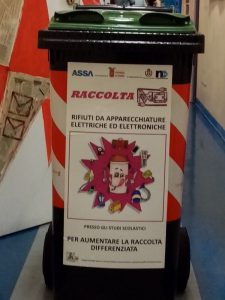 ASSA
RACCOLTA
RIFIUTI DA APPARECCHIATURE
ELETTRICHE ED ELETTRONICHE
PRESSO GLI STUDI SCOLASTICI
PER AUMENTARE LA RACCOLTA
DIFFERENZIATA